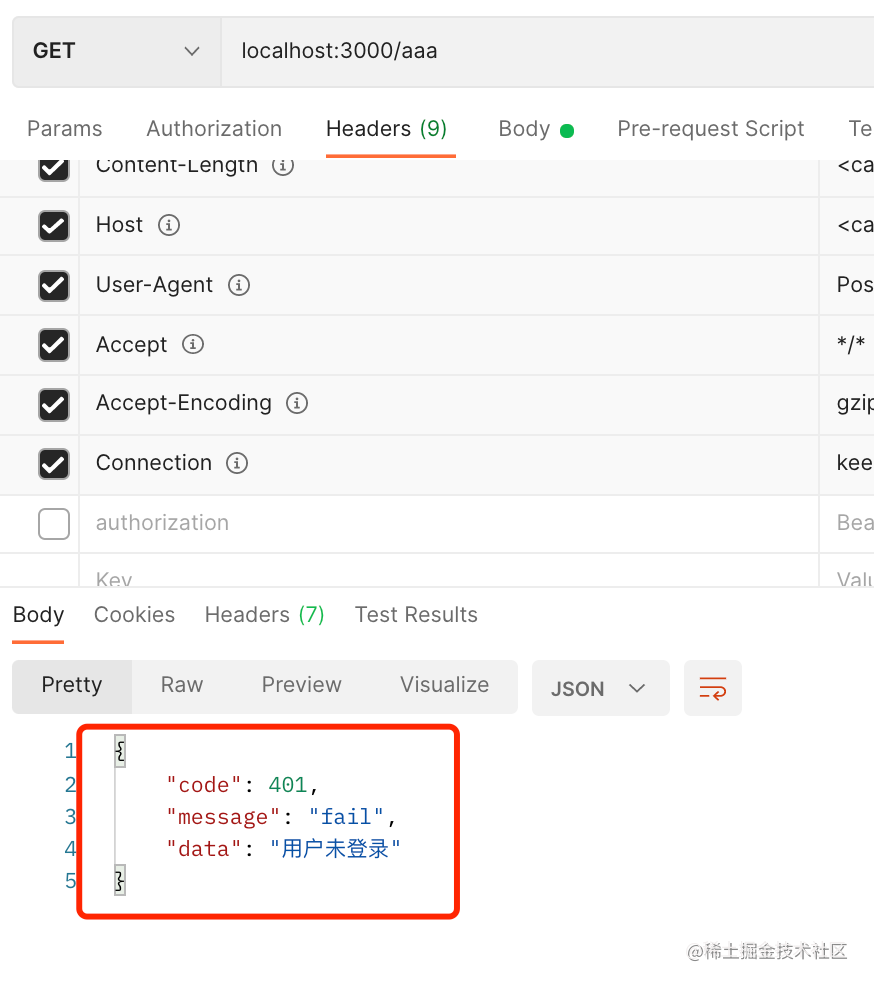 GET localhost:3000/aaa
Params Authorization Headers (9) Body Pre-request Script Te
Content-Length <ca
Host <ca
User-Agent Pos
Accept */*
Accept-Encoding gzip
Connection kee
authorization Bea
Key Valu
Body Cookies Headers (7) Test Results
Pretty Raw Preview Visualize JSON
1 {
2 "code": 401,
3 "message": "fail",
4 "data": "用户未登录"
5 }
@稀土掘金技术社区